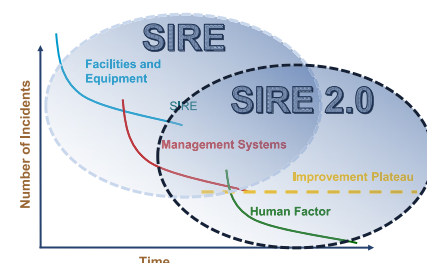 SIRE
Facilities and
Equipment
SIRE
SIRE 2.0
Management Systems
Improvement Plateau
Human Factor
Number of Incidents
Time